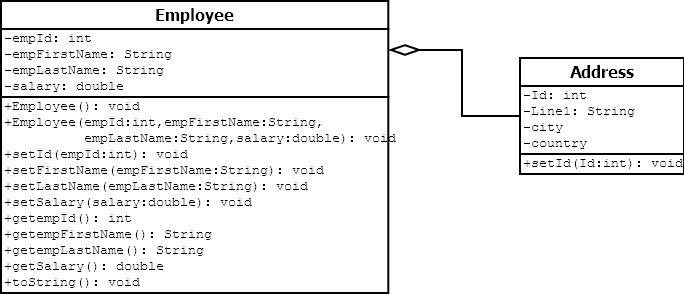 Employee
-empId: int
-empFirstName: String
-empLastName: String
-salary: double
+Employee(): void
+Employee(empId:int,empFirstName:String,
empLastName:String,salary:double): void
+setId(empId:int): void
+setFirstName(empFirstName:String): void
+setLastName(empLastName:String): void
+setSalary(salary:double): void
+getempId(): int
+getempFirstName(): String
+getempLastName(): String
+getSalary(): double
+toString(): void
Address
-Id: int
-Line1: String
-city
-country
+setId(Id:int): void